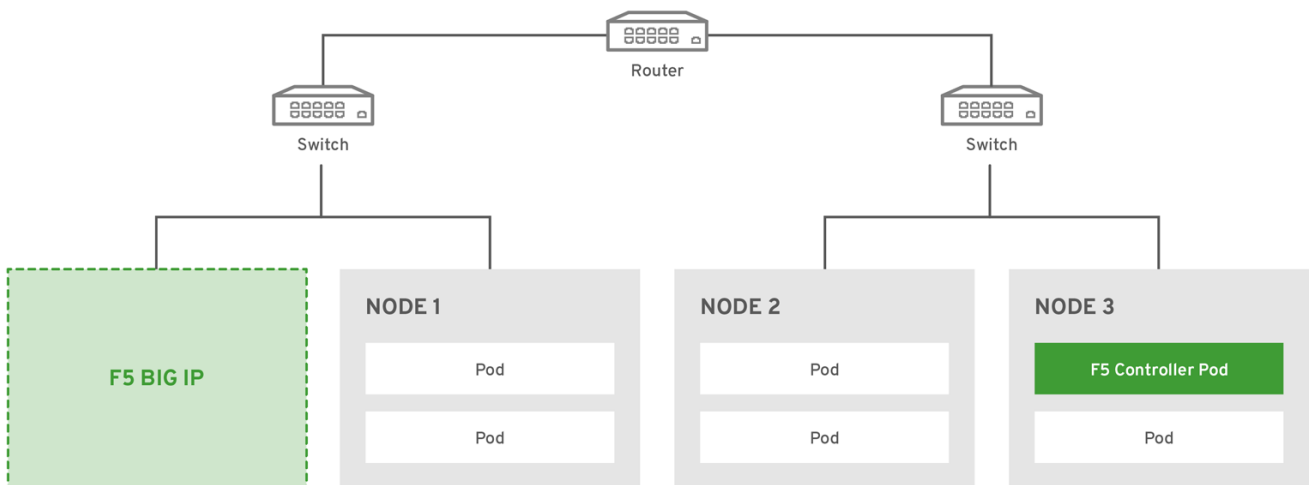 Router
Switch
Switch
F5 BIG IP
NODE 1
Pod
Pod
NODE 2
Pod
Pod
NODE 3
F5 Controller Pod
Pod